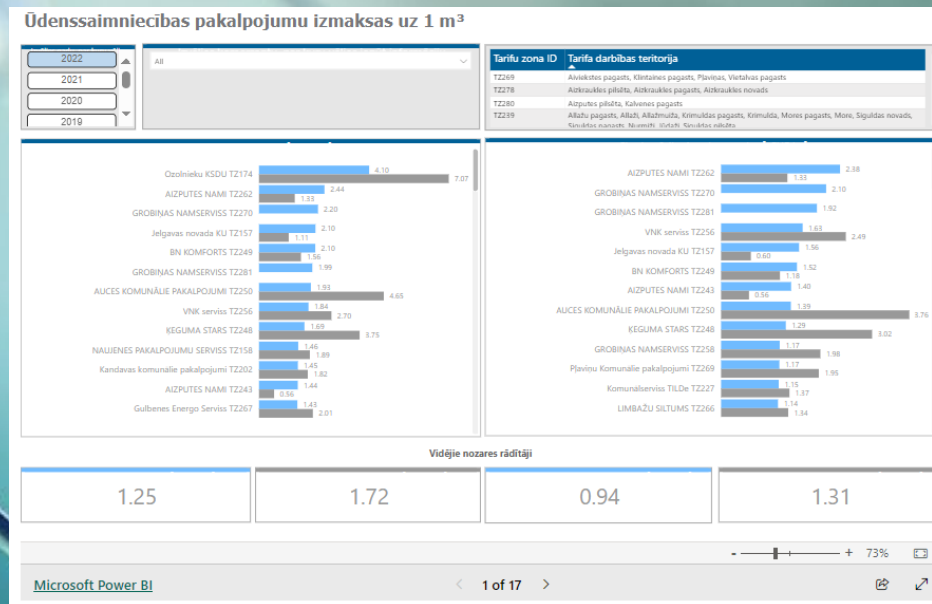 Ūdenssaimniecības pakalpojumu izmaksas uz 1 m³
2022
2021
2020
2019
All
Tarifu zona ID Tarifa darbības teritorija
TZ269 Aiviekstes pagasts, Klintaines pagasts, Pļaviņas, Vietalvas pagasts
TZ278 Aizkraukles pilsēta, Aizkraukles pagasts, Aizkraukles novads
TZ280 Aizputes pilsēta, Kalvenes pagasts
TZ239 Allažu pagasts, Allaži, Allažmuiža, Krimuldas pagasts, Krimulda, Mores pagasts, More, Siguldas novads,
Siguldas pagasts, Nurmiži, Jūdaži, Siguldas pilsēta
Ozolnieku KSDU TZ174 4.10 7.07
AIZPUTES NAMI TZ262 2.44 1.33
GROBIŅAS NAMSERVISS TZ270 2.20
Jelgavas novada KU TZ157 2.10 1.11
BN KOMFORTS TZ249 2.10 1.56
GROBIŅAS NAMSERVISS TZ281 1.99
AUCES KOMUNĀLIE PAKALPOJUMI TZ250 1.93 4.65
VNK serviss TZ256 1.84 2.70
ĶEGUMA STARS TZ248 1.69 3.75
NAUJENES PAKALPOJUMU SERVISS TZ158 1.46 1.89
Kandavas komunālie pakalpojumi TZ202 1.45 1.82
AIZPUTES NAMI TZ243 1.44 0.56
Gulbenes Energo Serviss TZ267 1.43 2.01
AIZPUTES NAMI TZ262 2.38 1.33
GROBIŅAS NAMSERVISS TZ270 2.10
GROBIŅAS NAMSERVISS TZ281 1.92
VNK serviss TZ256 1.63 2.49
Jelgavas novada KU TZ157 1.56 0.60
BN KOMFORTS TZ249 1.52 1.18
AIZPUTES NAMI TZ243 1.40 0.56
AUCES KOMUNĀLIE PAKALPOJUMI TZ250 1.39 3.76
ĶEGUMA STARS TZ248 1.29 3.02
GROBIŅAS NAMSERVISS TZ258 1.17 1.98
Pļaviņu Komunālie pakalpojumi TZ269 1.17 1.95
Komunālserviss TILDe TZ227 1.15 1.37
LIMBAŽU SILTUMS TZ266 1.14 1.34
Vidējie nozares rādītāji
1.25
1.72
0.94
1.31
- + 73%
Microsoft Power BI
< 1 of 17 >